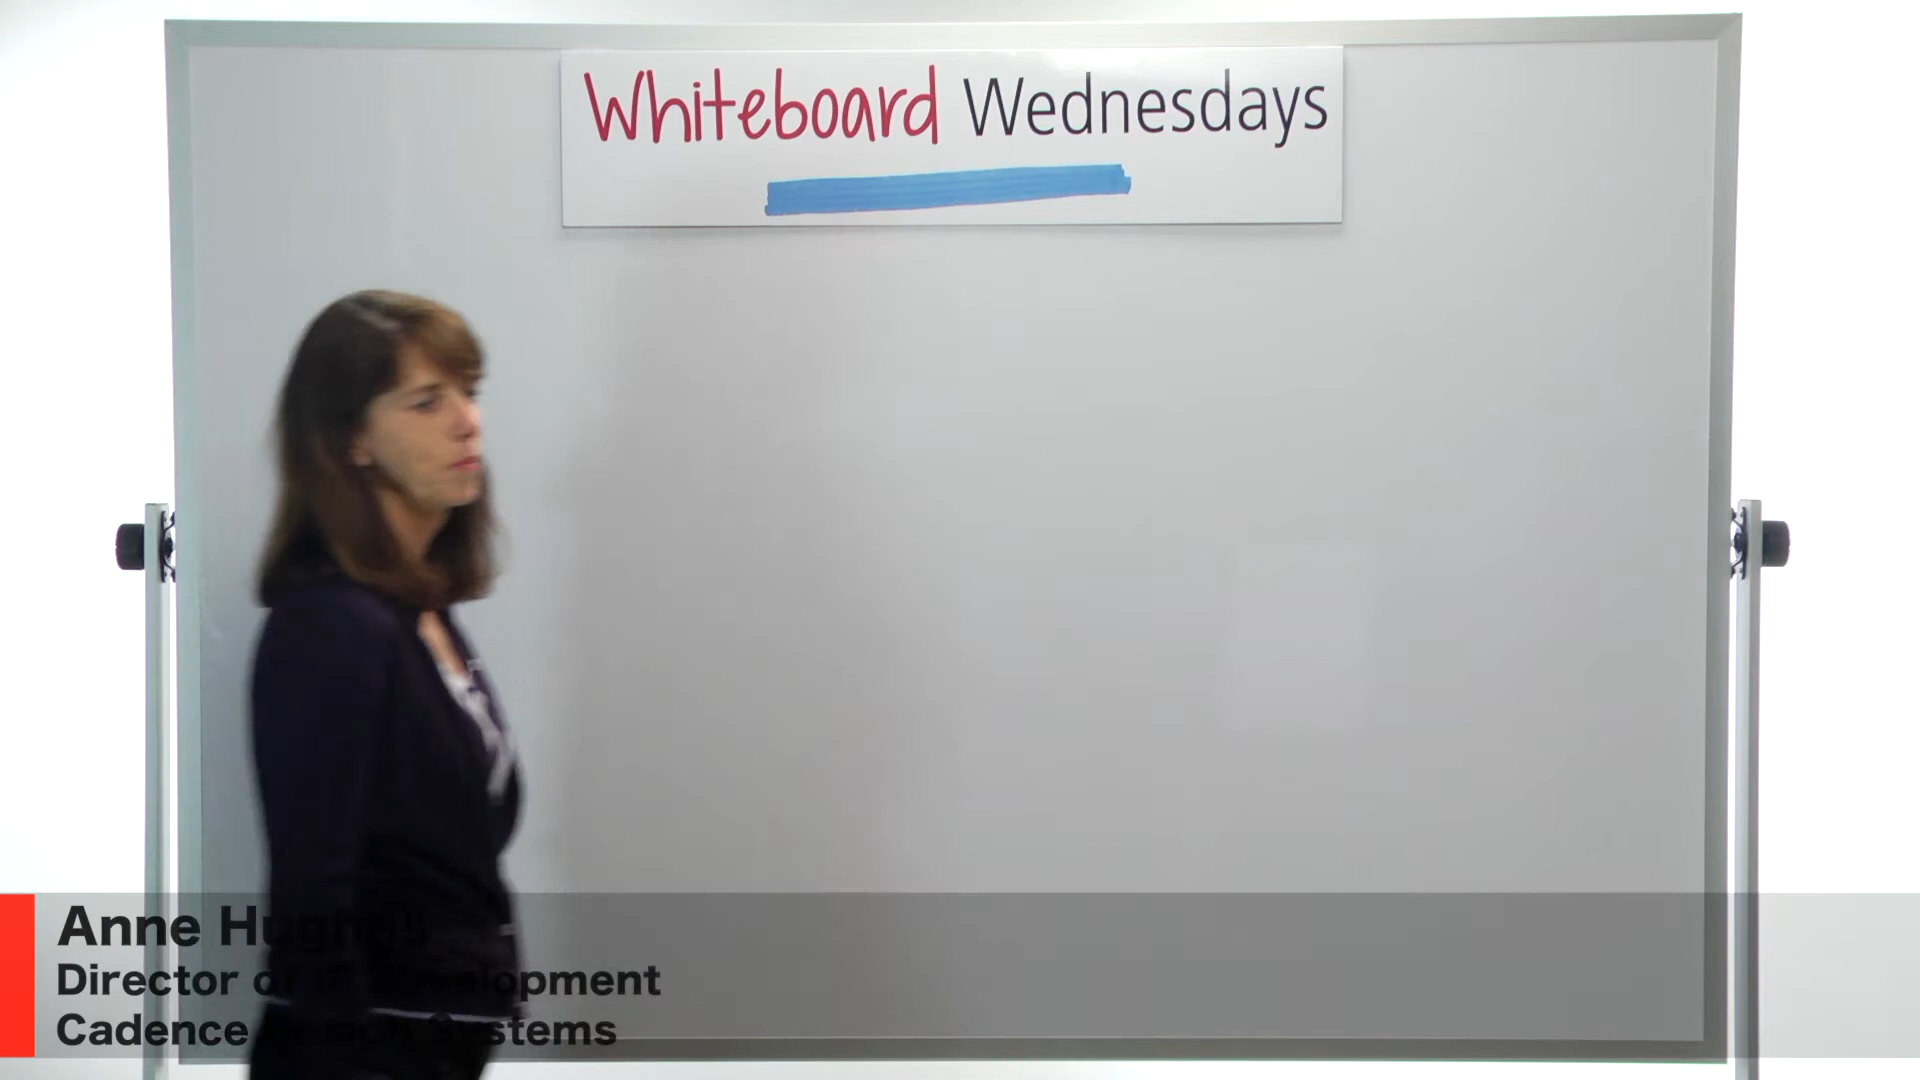 Whiteboard Wednesdays
Anne Hughes
Director of IP Development
Cadence Design Systems